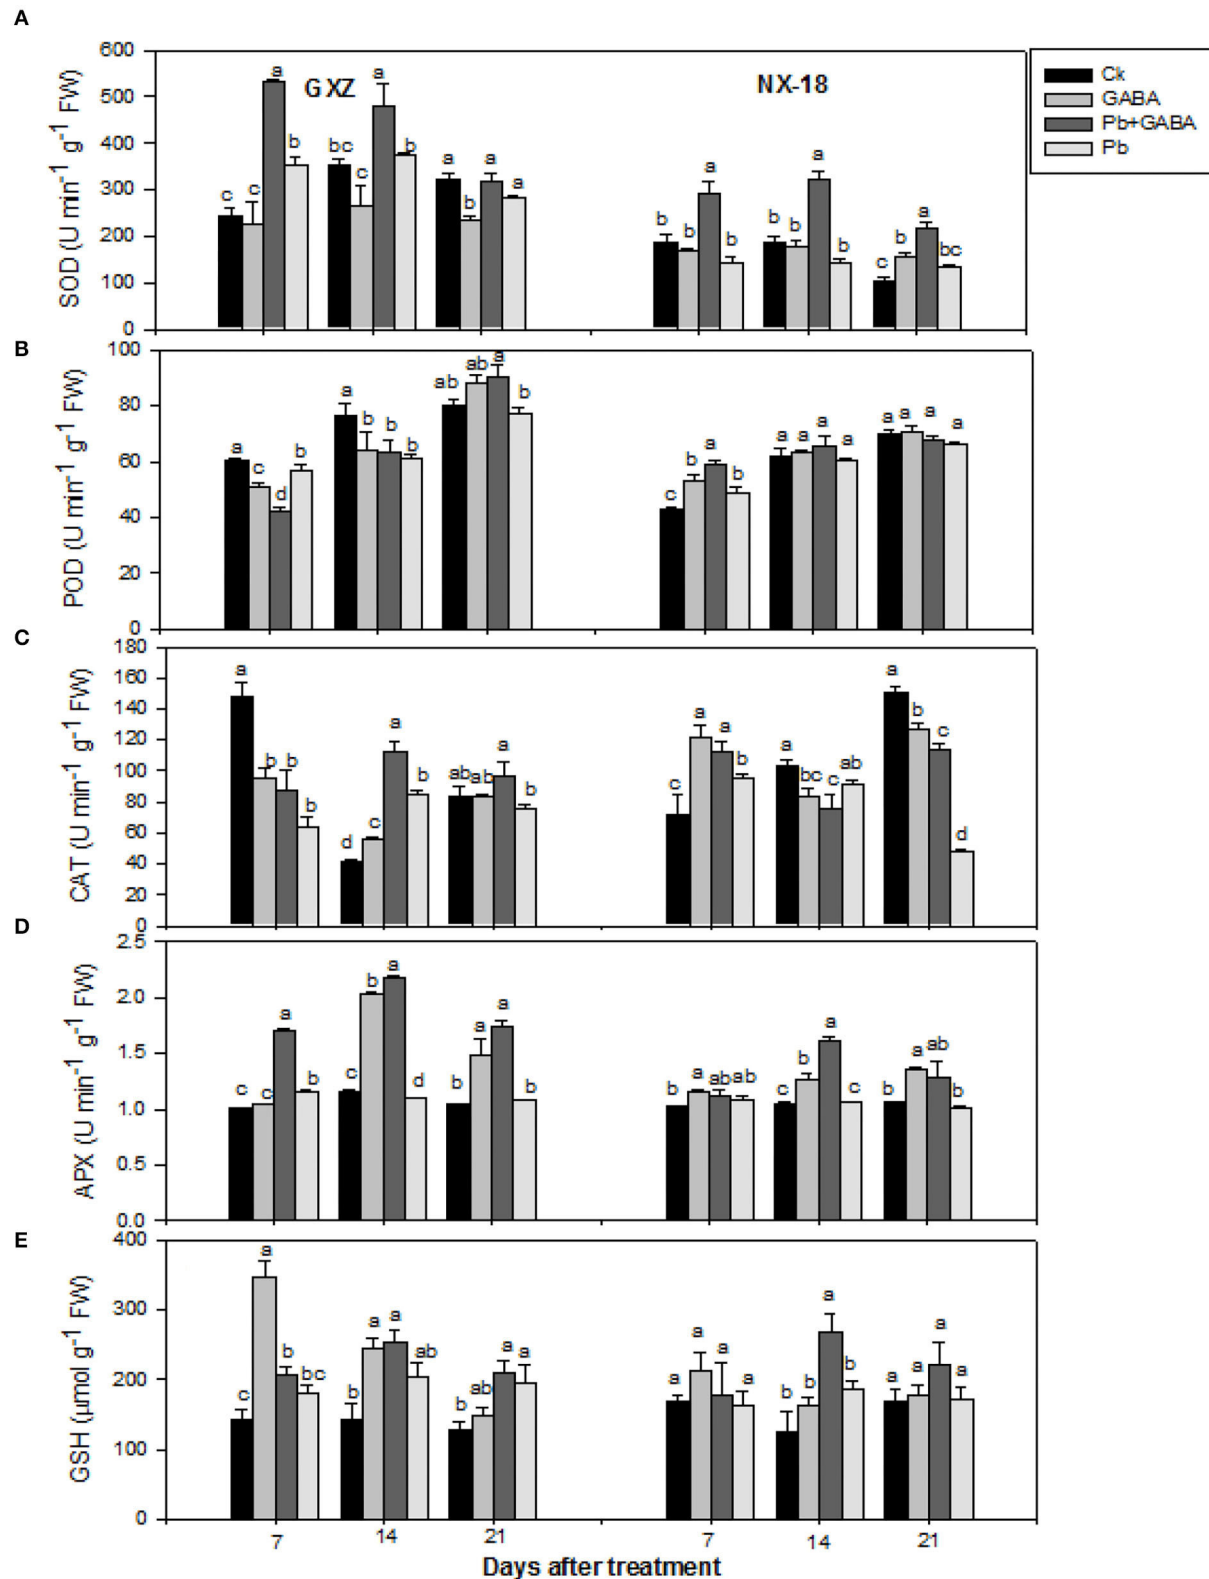 A
600
500
400
300
200
100
0
SOD (U min⁻¹ g⁻¹ FW)
GXZ
NX-18
c c a b
bc c a b
a b a a
b b a b
b b a b
c b a bc
Ck
GABA
Pb+GABA
Pb
B
100
80
60
40
20
0
POD (U min⁻¹ g⁻¹ FW)
a c d b
a b b b
ab ab a b
c b a b
a a a a
a a a a
C
180
160
140
120
100
80
60
40
20
0
CAT (U min⁻¹ g⁻¹ FW)
a b b b
d c a b
ab ab a b
c a a b
a bc c ab
a b c d
D
2.5
2.0
1.5
1.0
0.5
0.0
APX (U min⁻¹ g⁻¹ FW)
c c a b
c b a d
b a a b
b a ab ab
c b a c
b a ab b
E
400
300
200
100
0
GSH (µmol g⁻¹ FW)
c a b bc
b a a ab
b ab a a
a a a a
b b a b
a a a a
7 14 21 7 14 21
Days after treatment